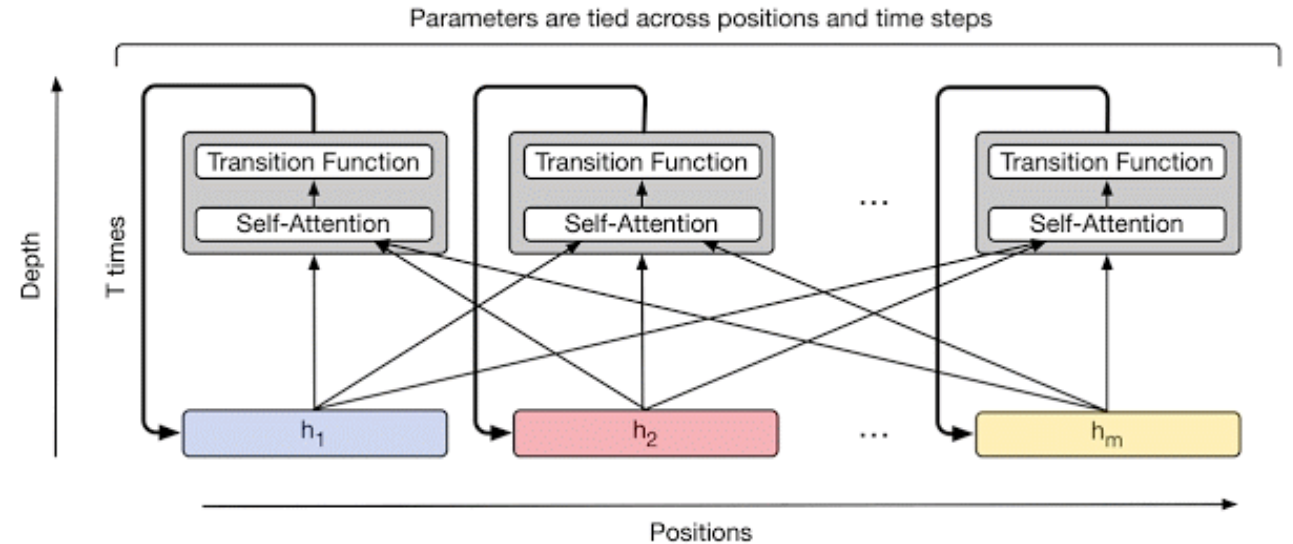 Parameters are tied across positions and time steps
Transition Function
Transition Function
Transition Function
...
Self-Attention
Self-Attention
Self-Attention
Depth
T times
h1
h2
...
hm
Positions